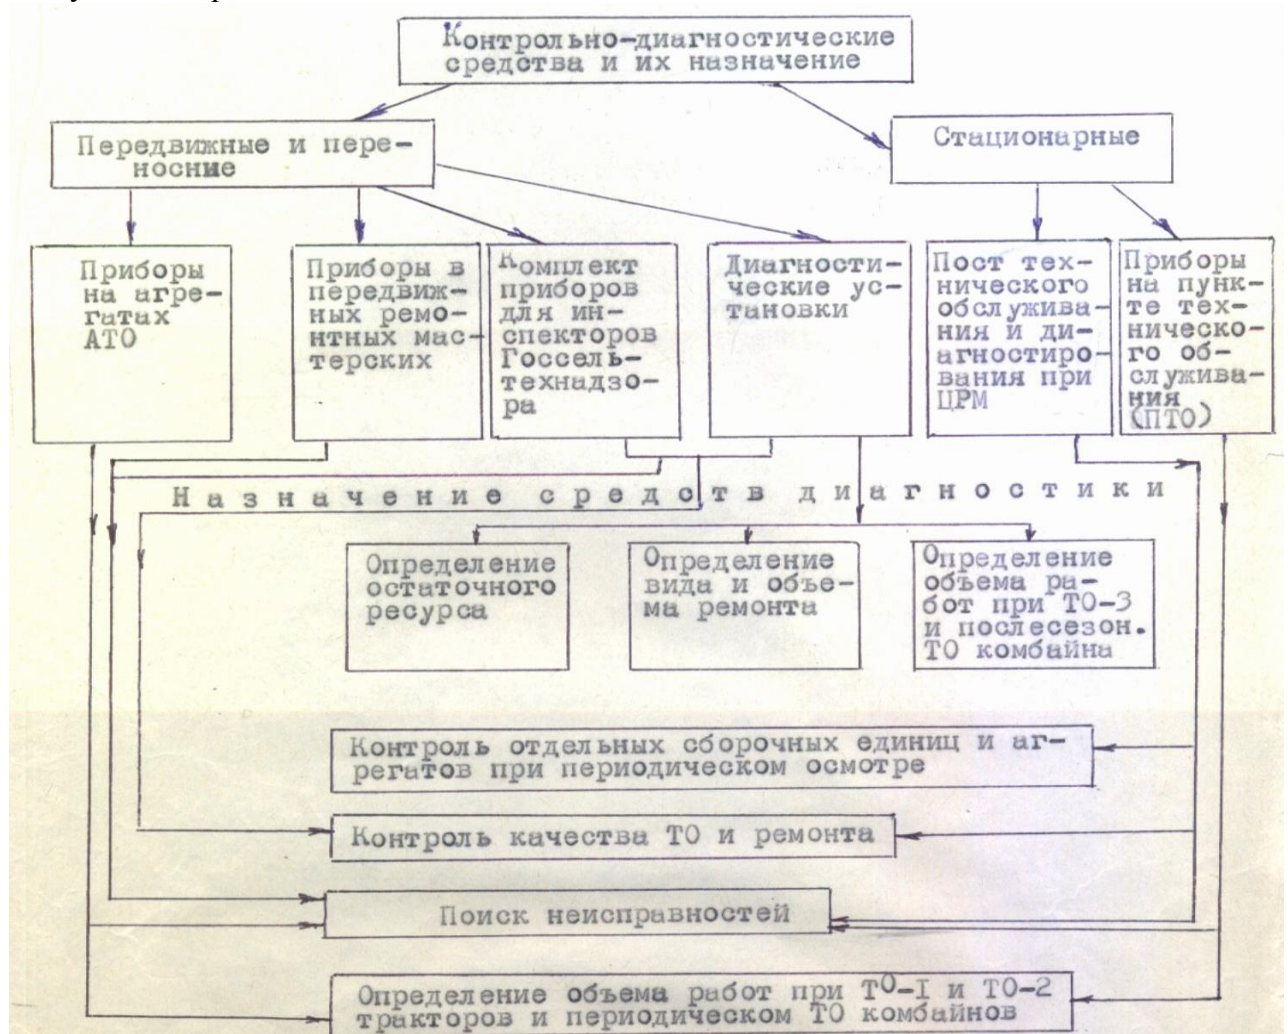 Контрольно-диагностические
средства и их назначение
Передвижные и пере-
носные
Стационарные
Приборы
на агре-
гатах
АТО
Приборы в
передвиж-
ных ремо-
нтных мас-
терских
Комплект
приборов
для ин-
спекторов
Госсель-
технадзо-
ра
Диагности-
ческие ус-
тановки
Пост тех-
нического
обслужива-
ния и ди-
агностиро-
вания при
ЦРМ
Приборы
на пунк-
те тех-
ническо-
го об-
служива-
ния
(ПТО)
Назначение средств диагностики
Определение
остаточного
ресурса
Определение
вида и объе-
ма ремонта
Определение
объема ра-
бот при ТО-3
и послесезон.
ТО комбайна
Контроль отдельных сборочных единиц и аг-
регатов при периодическом осмотре
Контроль качества ТО и ремонта
Поиск неисправностей
Определение объема работ при ТО-I и ТО-2
тракторов и периодическом ТО комбайнов